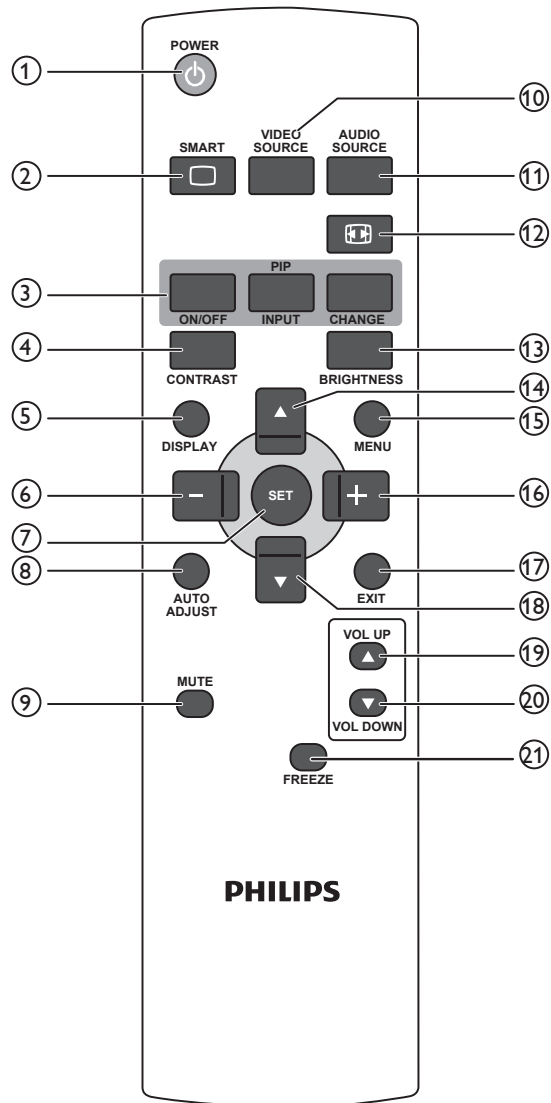 POWER
1
10
VIDEO SOURCE
AUDIO SOURCE
SMART
2
11
12
PIP
3
ON/OFF INPUT CHANGE
4
13
CONTRAST
BRIGHTNESS
14
5
15
DISPLAY
MENU
6
−
SET
+
16
7
8
17
AUTO ADJUST
EXIT
18
VOL UP
19
MUTE
9
20
VOL DOWN
21
FREEZE
PHILIPS